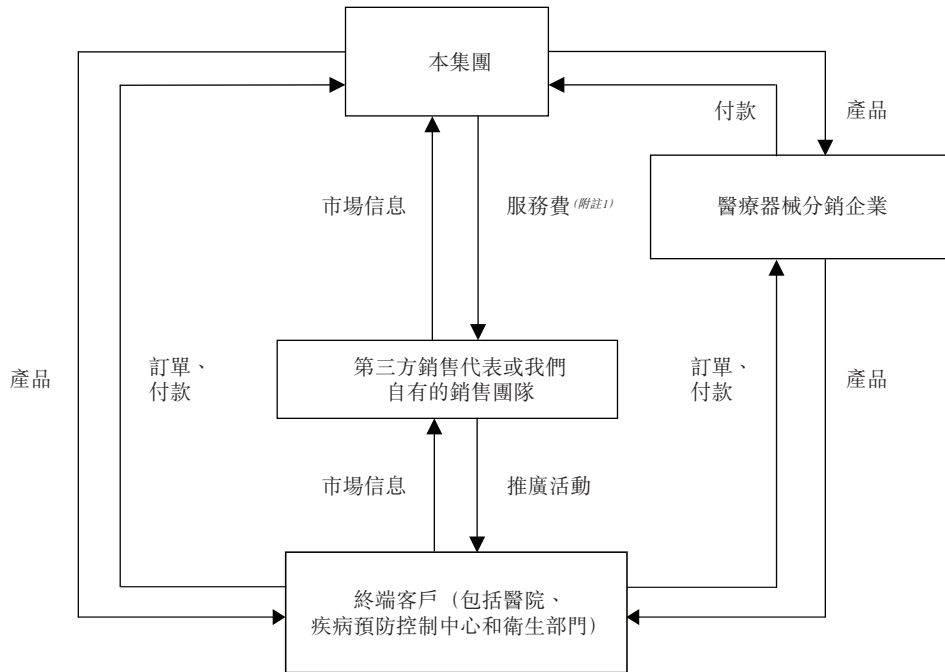 本集團
付款
產品
醫療器械分銷企業
市場信息
服務費(附註1)
產品
訂單、
付款
第三方銷售代表或我們
自有的銷售團隊
訂單、
付款
產品
市場信息
推廣活動
終端客戶(包括醫院、
疾病預防控制中心和衛生部門)